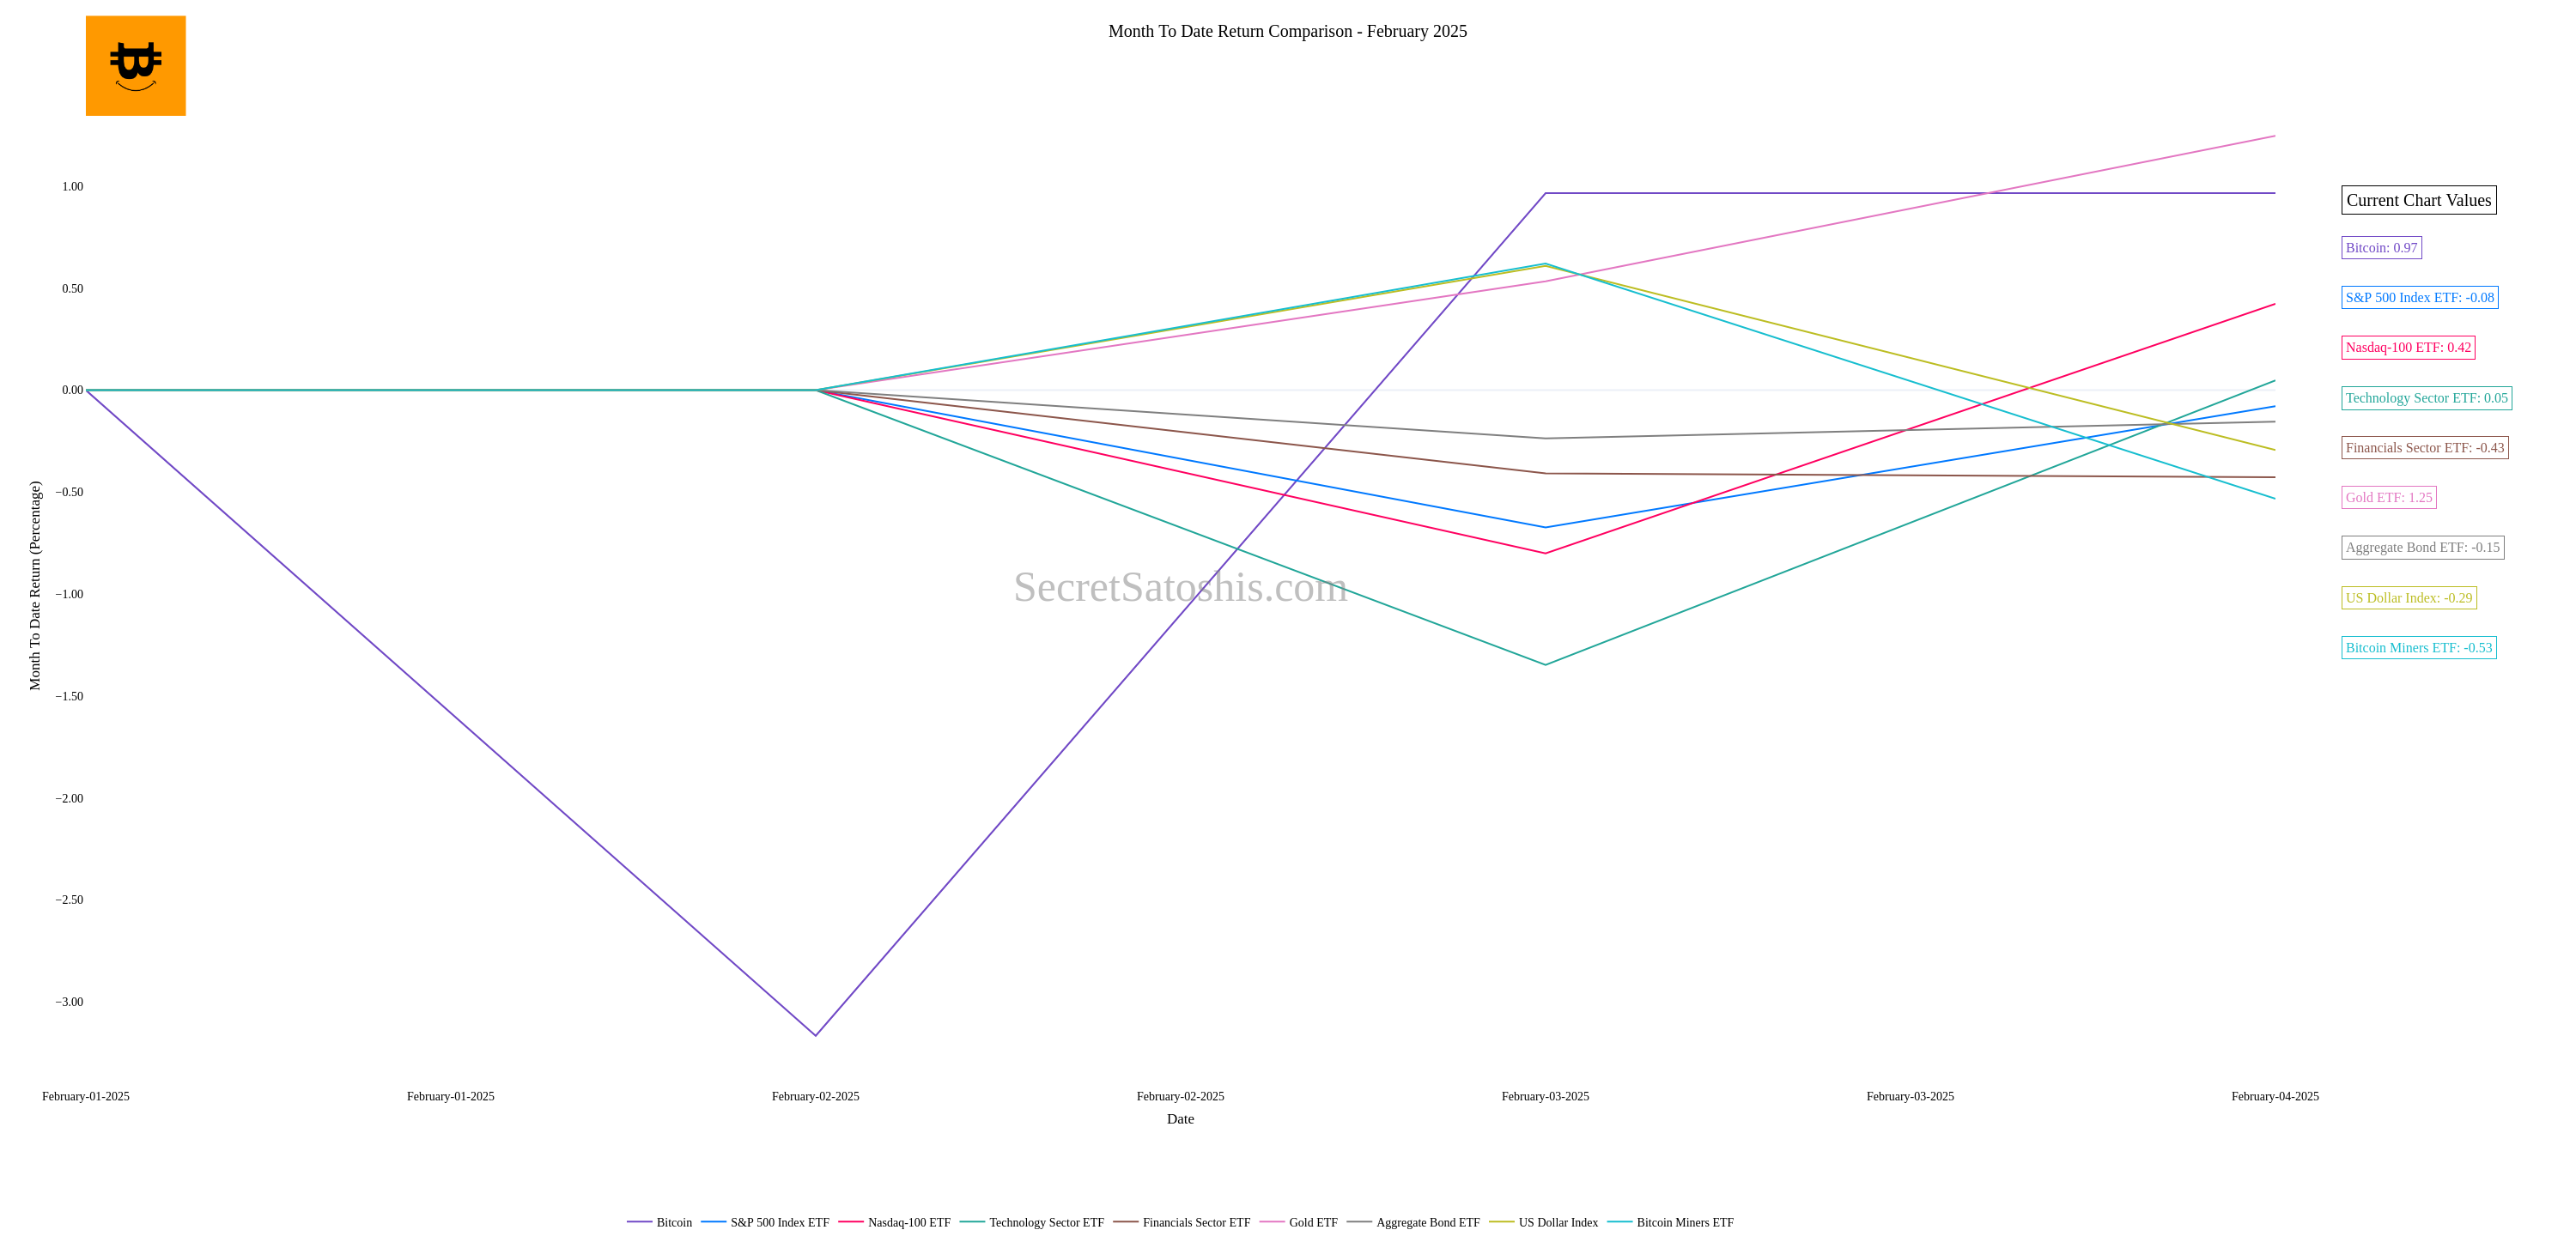 Month To Date Return Comparison - February 2025
1.00
0.50
0.00
−0.50
−1.00
−1.50
−2.00
−2.50
−3.00
Month To Date Return (Percentage)
SecretSatoshis.com
Current Chart Values
Bitcoin: 0.97
S&P 500 Index ETF: -0.08
Nasdaq-100 ETF: 0.42
Technology Sector ETF: 0.05
Financials Sector ETF: -0.43
Gold ETF: 1.25
Aggregate Bond ETF: -0.15
US Dollar Index: -0.29
Bitcoin Miners ETF: -0.53
February-01-2025 February-01-2025 February-02-2025 February-02-2025 February-03-2025 February-03-2025 February-04-2025
Date
Bitcoin S&P 500 Index ETF Nasdaq-100 ETF Technology Sector ETF Financials Sector ETF Gold ETF Aggregate Bond ETF US Dollar Index Bitcoin Miners ETF